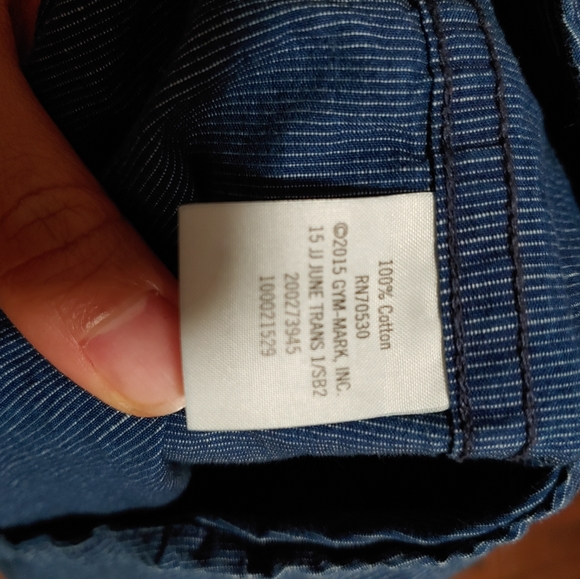 100% Cotton
RN70530
©2015 GYM-MARK, INC.
15 JJ JUNE TRANS 1/SB2
200273945
100021529